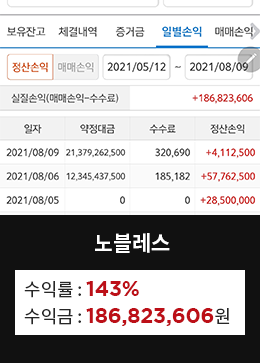 보유잔고 체결내역 증거금 일별손익 매매손익
정산손익 매매손익 2021/05/12 ~ 2021/08/09
실질손익(매매손익-수수료) +186,823,606
일자 약정대금 수수료 정산손익
2021/08/09 21,379,262,500 320,690 +4,112,500
2021/08/06 12,345,437,500 185,182 +57,762,500
2021/08/05 0 0 +28,500,000
노블레스
수익률 : 143%
수익금 : 186,823,606원